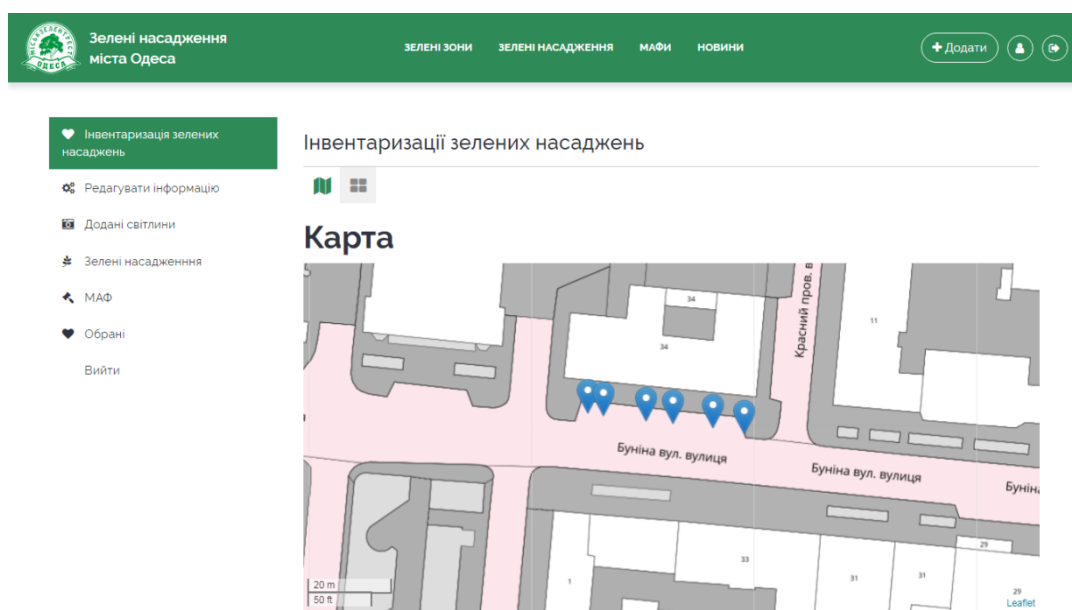 МІСЬКЗЕЛЕНТРЕСТ
ОДЕСА
Зелені насадження
міста Одеса
ЗЕЛЕНІ ЗОНИ
ЗЕЛЕНІ НАСАДЖЕННЯ
МАФИ
НОВИНИ
+ Додати
Інвентаризація зелених
насаджень
Редагувати інформацію
Додані світлини
Зелені насадженння
МАФ
Обрані
Вийти
Інвентаризації зелених насаджень
Карта
34
34
Красний пров. в
11
Буніна вул. вулиця
Буніна вул. вулиця
Буніна
33
31
31
29
29
1
20 m
50 ft
Leaflet